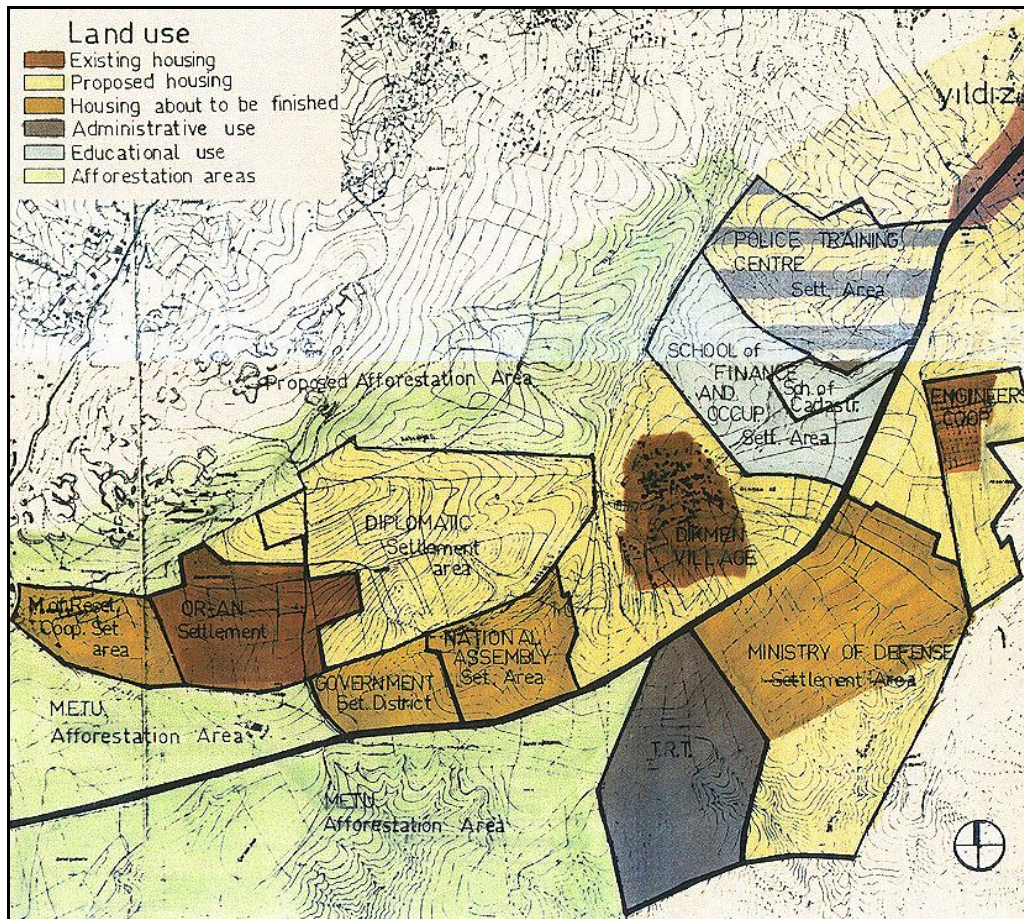 Land use
Existing housing
Proposed housing
Housing about to be finished
Administrative use
Educational use
Afforestation areas
yıldız
POLICE TRAINING
CENTRE
Sett. Area
SCHOOL of
FINANCE
AND
OCCUP.
Sett. Area
Sch. of
Cadastr.
ENGINEERS
COOP
Proposed Afforestation Area
DIPLOMATIC
Settlement
area
DIKMEN
VILLAGE
M. of Reset.
Coop. Set.
area
OR-AN
Settlement
NATIONAL
ASSEMBLY
Set. Area
GOVERNMENT
Set. District
MINISTRY OF DEFENSE
Settlement Area
M.E.T.U.
Afforestation Area
T.R.T.
M.E.T.U.
Afforestation Area